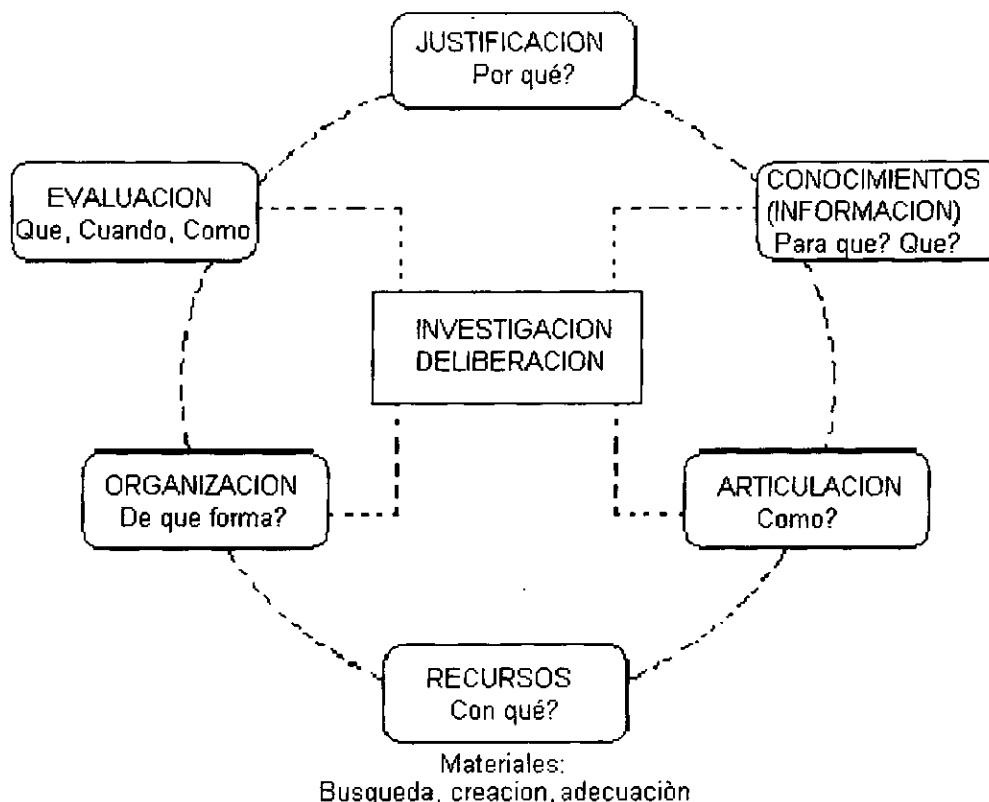 JUSTIFICACION
Por qué?
EVALUACION
Que, Cuando, Como
CONOCIMIENTOS
(INFORMACION)
Para que? Que?
INVESTIGACION
DELIBERACION
ORGANIZACION
De que forma?
ARTICULACION
Como?
RECURSOS
Con qué?
Materiales:
Busqueda, creacion, adecuaciòn